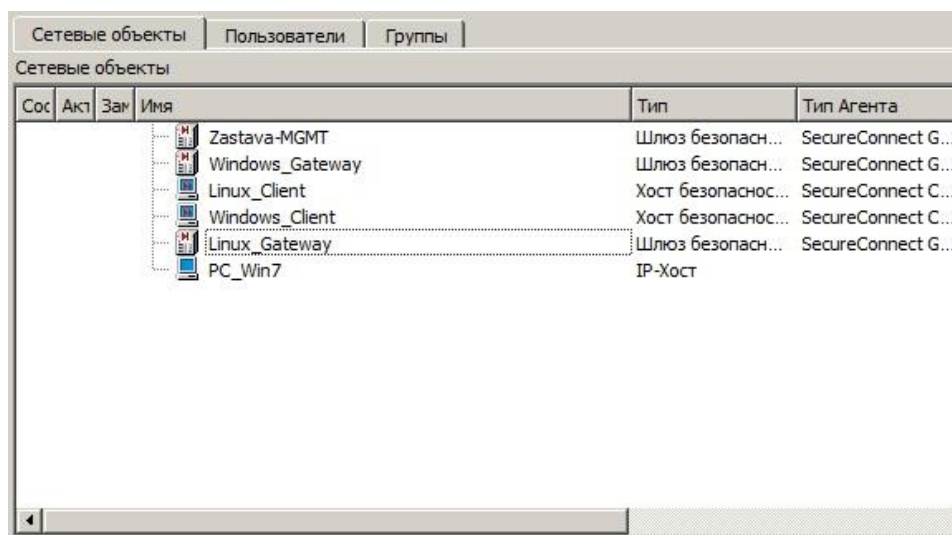 Сетевые объекты Пользователи Группы
Сетевые объекты
Сос Акт Зам Имя Тип Тип Агента
Zastava-MGMT Шлюз безопасн... SecureConnect G...
Windows_Gateway Шлюз безопасн... SecureConnect G...
Linux_Client Хост безопаснос... SecureConnect C...
Windows_Client Хост безопаснос... SecureConnect C...
Linux_Gateway Шлюз безопасн... SecureConnect G...
PC_Win7 IP-Хост